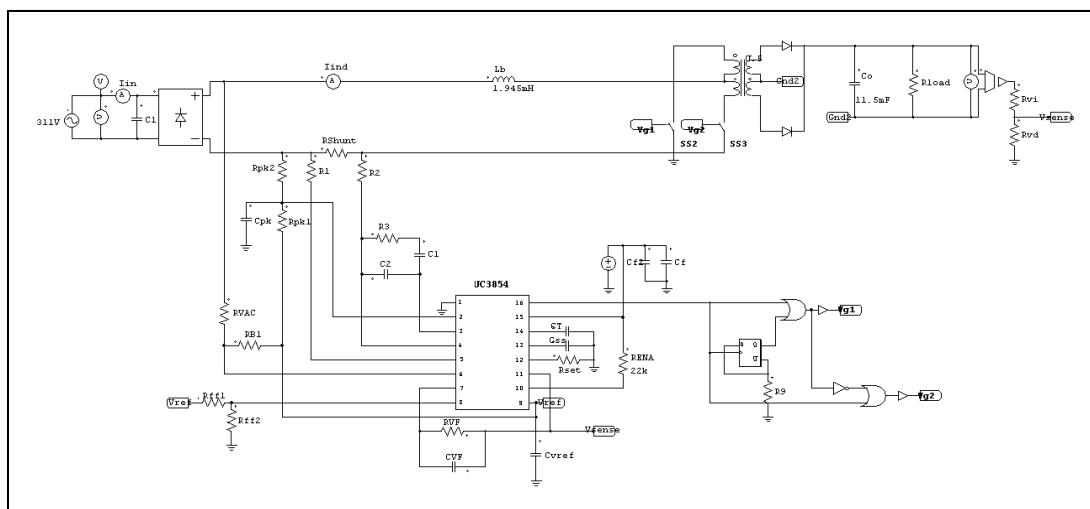 V
Iin
A
V
C1
311V
Iind
A
Lb
1.945mH
Gnd2
Co
11.5mF
Gnd2
Rload
V
Rvi
Vsense
Rvd
Vg1
Vg2
SS2
SS3
RShunt
Rpk2
R1
R2
Cpk
Rpk1
R3
C1
C2
Cf2
Cf
UC3854
RVAC
RB1
1
2
3
4
5
6
7
8
16
15
14
13
12
11
10
9
CT
Css
Rset
RENA
22k
Vref
Vref
Rff1
Rff2
RVF
CVF
Vsense
Cvref
Q
R9
Vg1
Vg2